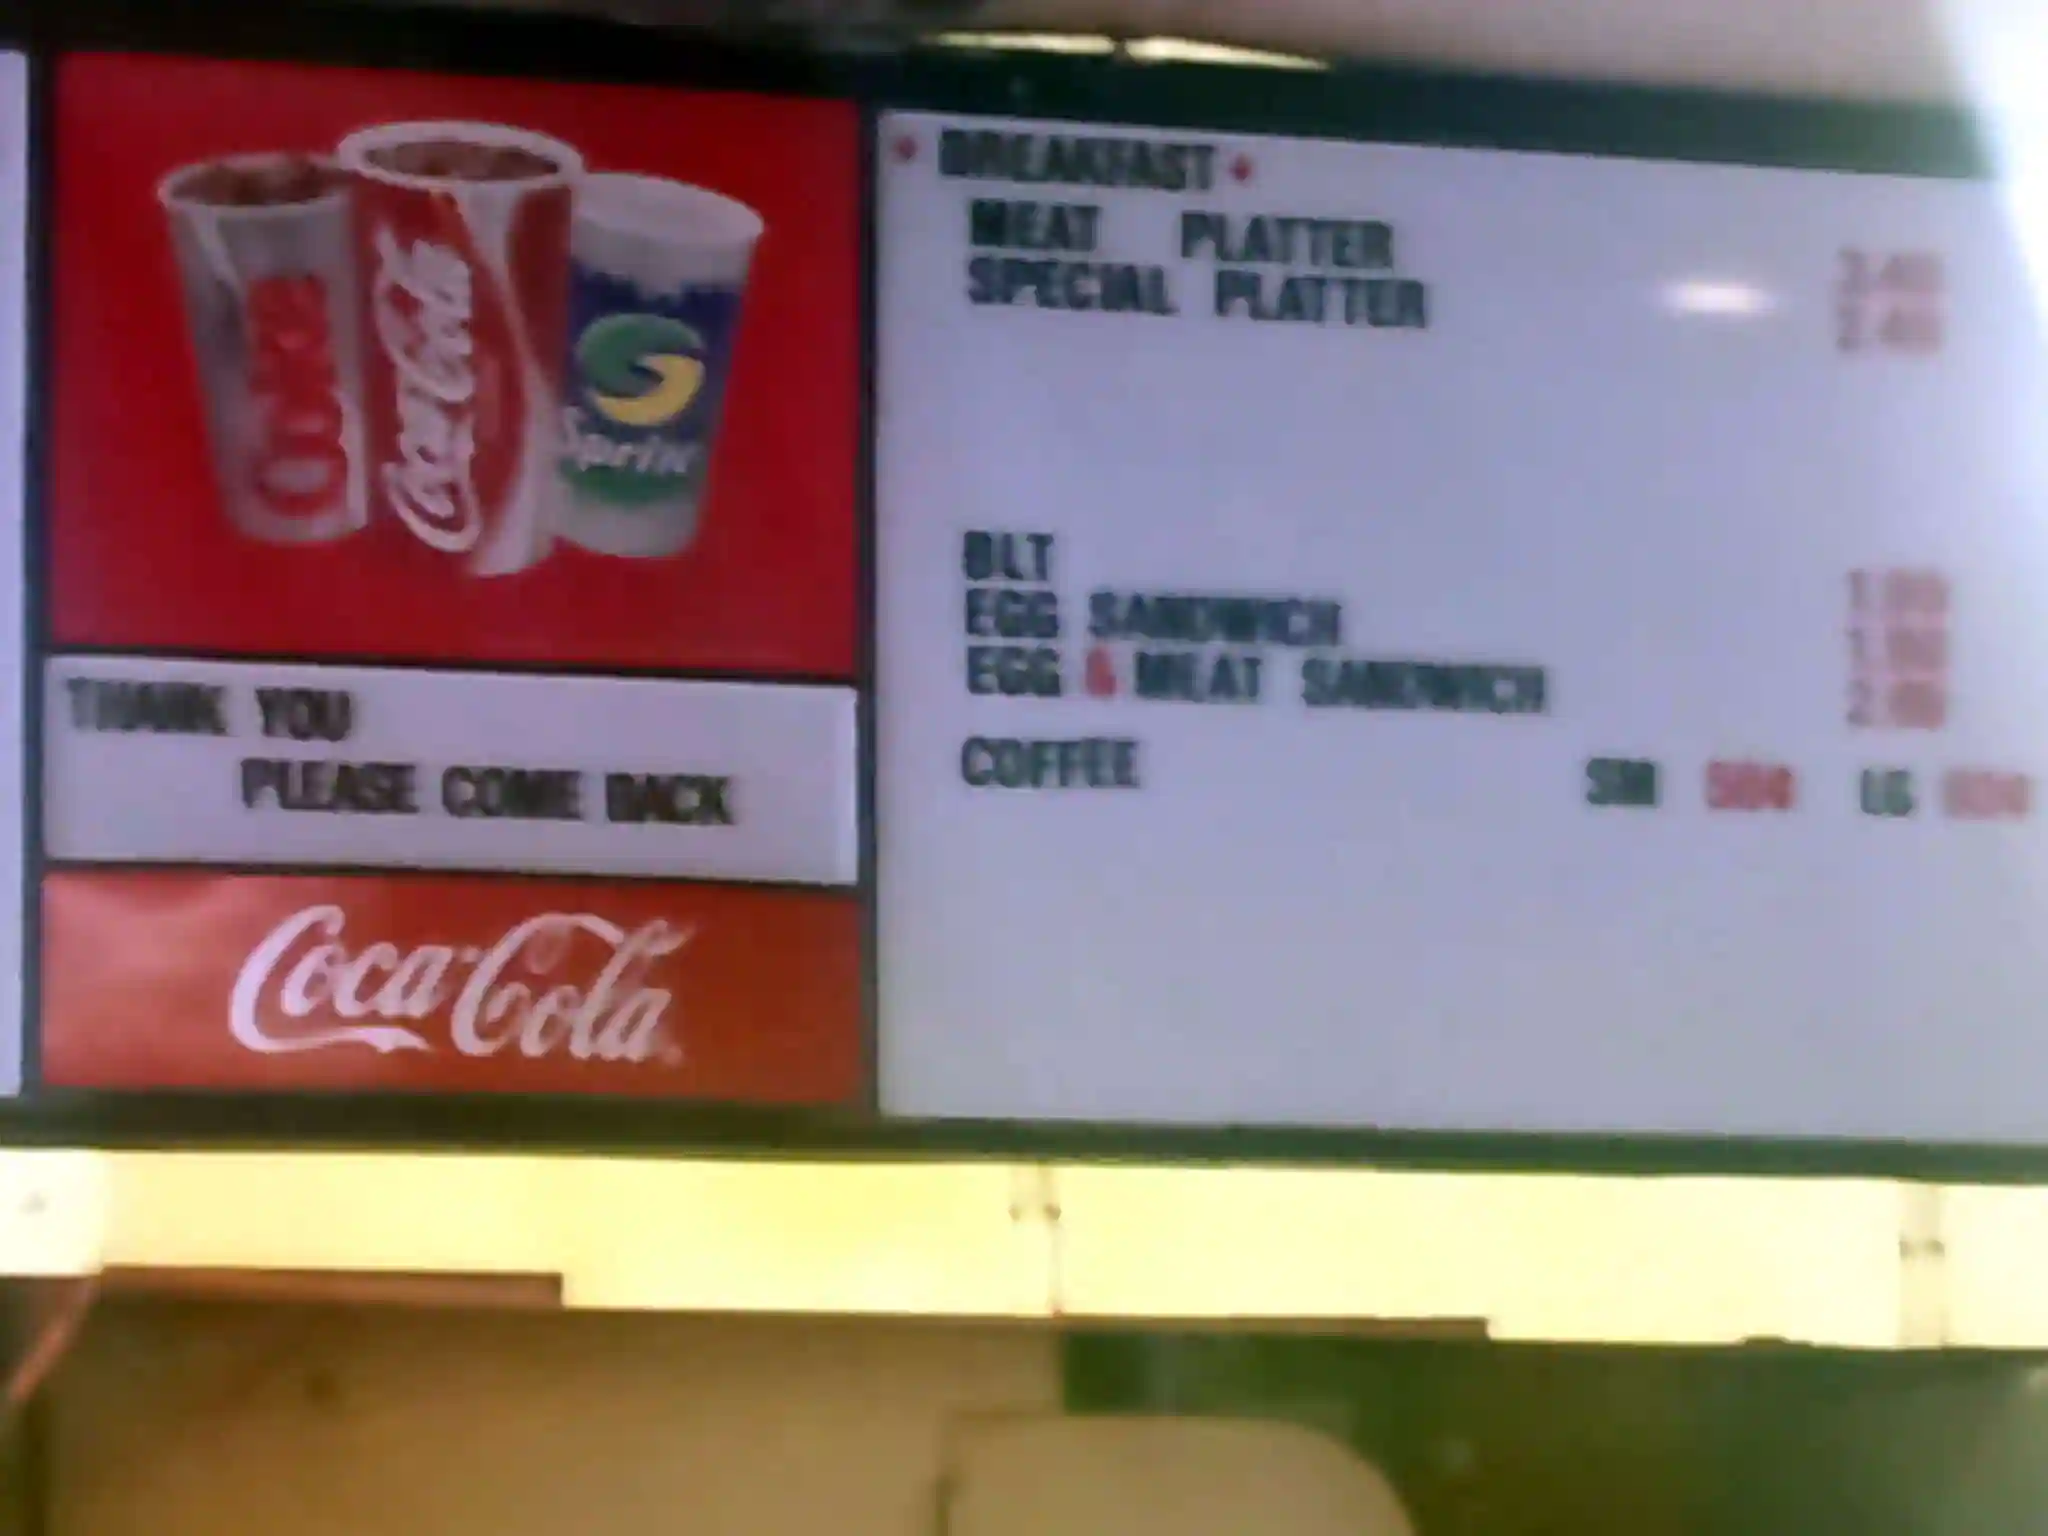 Coke
Coca-Cola
Sprite
THANK YOU
PLEASE COME BACK
Coca-Cola
BREAKFAST
MEAT PLATTER
SPECIAL PLATTER
BLT
EGG SANDWICH
EGG & MEAT SANDWICH
COFFEE SM LG